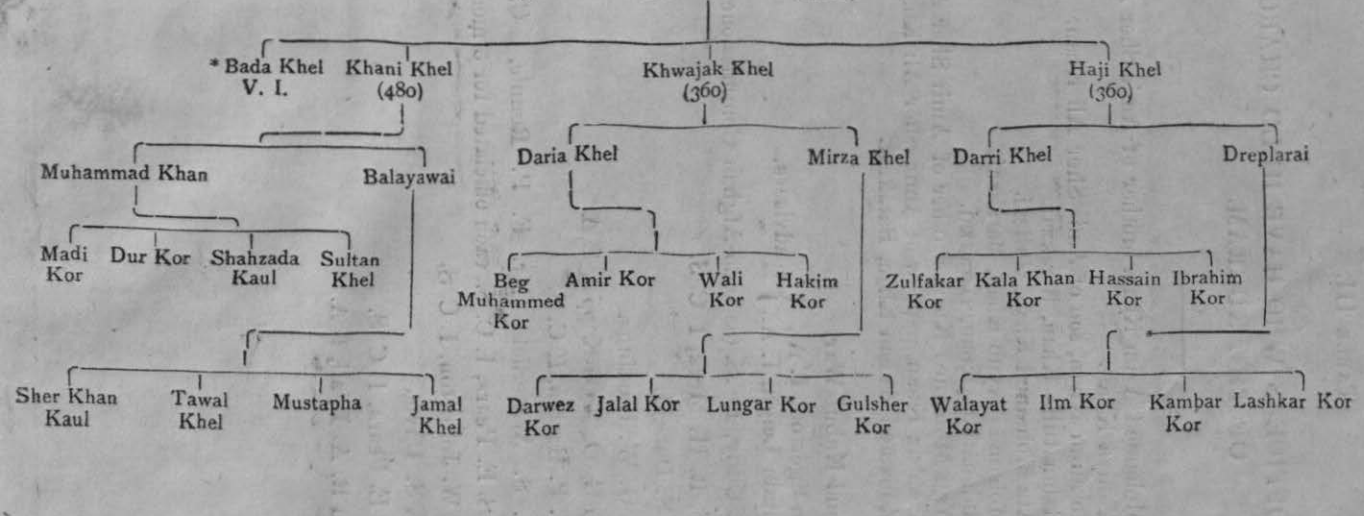 * Bada Khel Khani Khel Khwajak Khel Haji Khel
V. I. (480) (360) (360)
Muhammad Khan Balayawai Daria Khel Mirza Khel Darri Khel Dreplarai
Madi Dur Kor Shahzada Sultan
Kor Kaul Khel
Beg Amir Kor Wali Hakim Zulfakar Kala Khan Hassain Ibrahim
Muhammed Kor Kor Kor Kor Kor Kor
Kor
Sher Khan Tawal Mustapha Jamal Darwez Jalal Kor Lungar Kor Gulsher Walayat Ilm Kor Kambar Lashkar Kor
Kaul Khel Khel Kor Kor Kor Kor